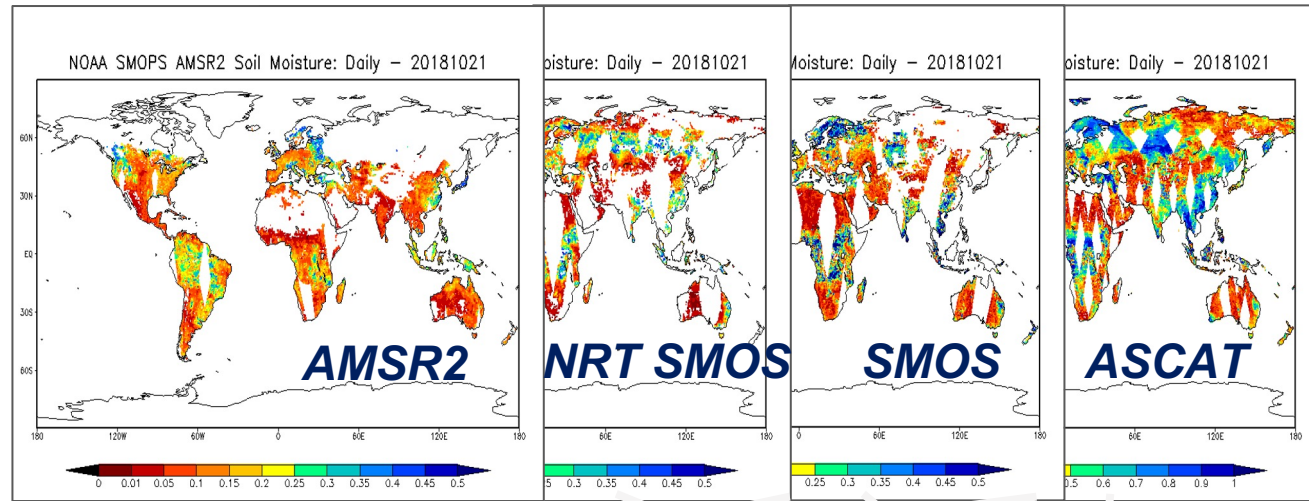 NOAA SMOPS AMSR2 Soil Moisture: Daily – 20181021
oisture: Daily – 20181021
Moisture: Daily – 20181021
oisture: Daily – 20181021
60N
30N
EQ
30S
60S
AMSR2
NRT SMOS
SMOS
ASCAT
180 120W 60W 0 60E 120E 180
60E 120E 180
0 60E 120E 180
60E 120E 180
0 0.01 0.05 0.1 0.15 0.2 0.25 0.3 0.35 0.4 0.45 0.5
5 0.3 0.35 0.4 0.45 0.5
0.25 0.3 0.35 0.4 0.45 0.5
0.5 0.6 0.7 0.8 0.9 1